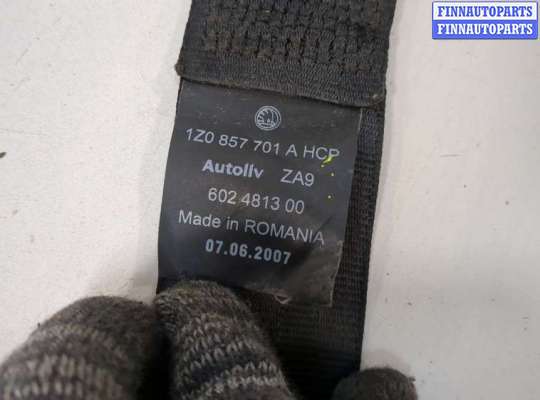 FINNAUTOPARTS
FINNAUTOPARTS
1Z0 857 701 A HCP
Autoliv ZA9
602 4813 00
Made in ROMANIA
07.06.2007